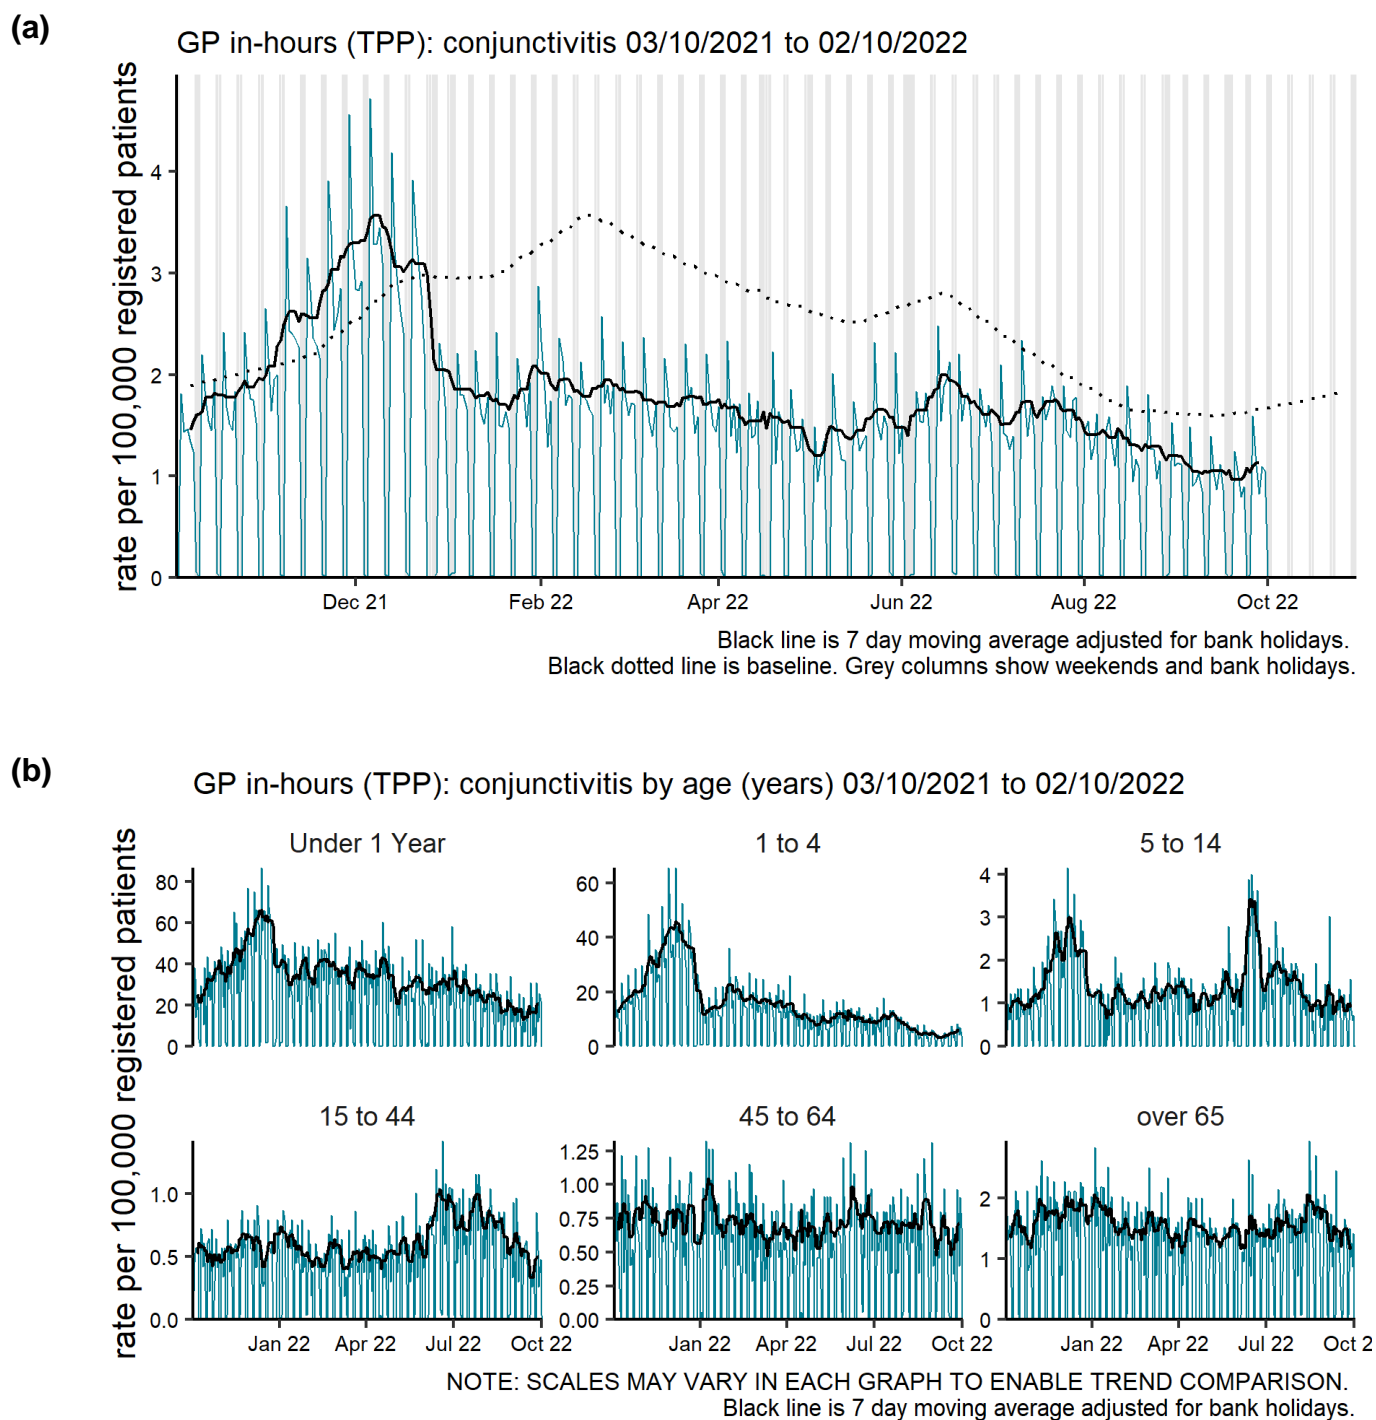 (a)
GP in-hours (TPP): conjunctivitis 03/10/2021 to 02/10/2022
rate per 100,000 registered patients
4
3
2
1
0
Dec 21
Feb 22
Apr 22
Jun 22
Aug 22
Oct 22
Black line is 7 day moving average adjusted for bank holidays.
Black dotted line is baseline. Grey columns show weekends and bank holidays.
(b)
GP in-hours (TPP): conjunctivitis by age (years) 03/10/2021 to 02/10/2022
rate per 100,000 registered patients
Under 1 Year
80
60
40
20
0
1 to 4
60
40
20
0
5 to 14
4
3
2
1
0
15 to 44
1.0
0.5
0.0
Jan 22
Apr 22
Jul 22
Oct 22
45 to 64
1.25
1.00
0.75
0.50
0.25
0.00
Jan 22
Apr 22
Jul 22
Oct 22
over 65
2
1
0
Jan 22
Apr 22
Jul 22
Oct 2
NOTE: SCALES MAY VARY IN EACH GRAPH TO ENABLE TREND COMPARISON.
Black line is 7 day moving average adjusted for bank holidays.